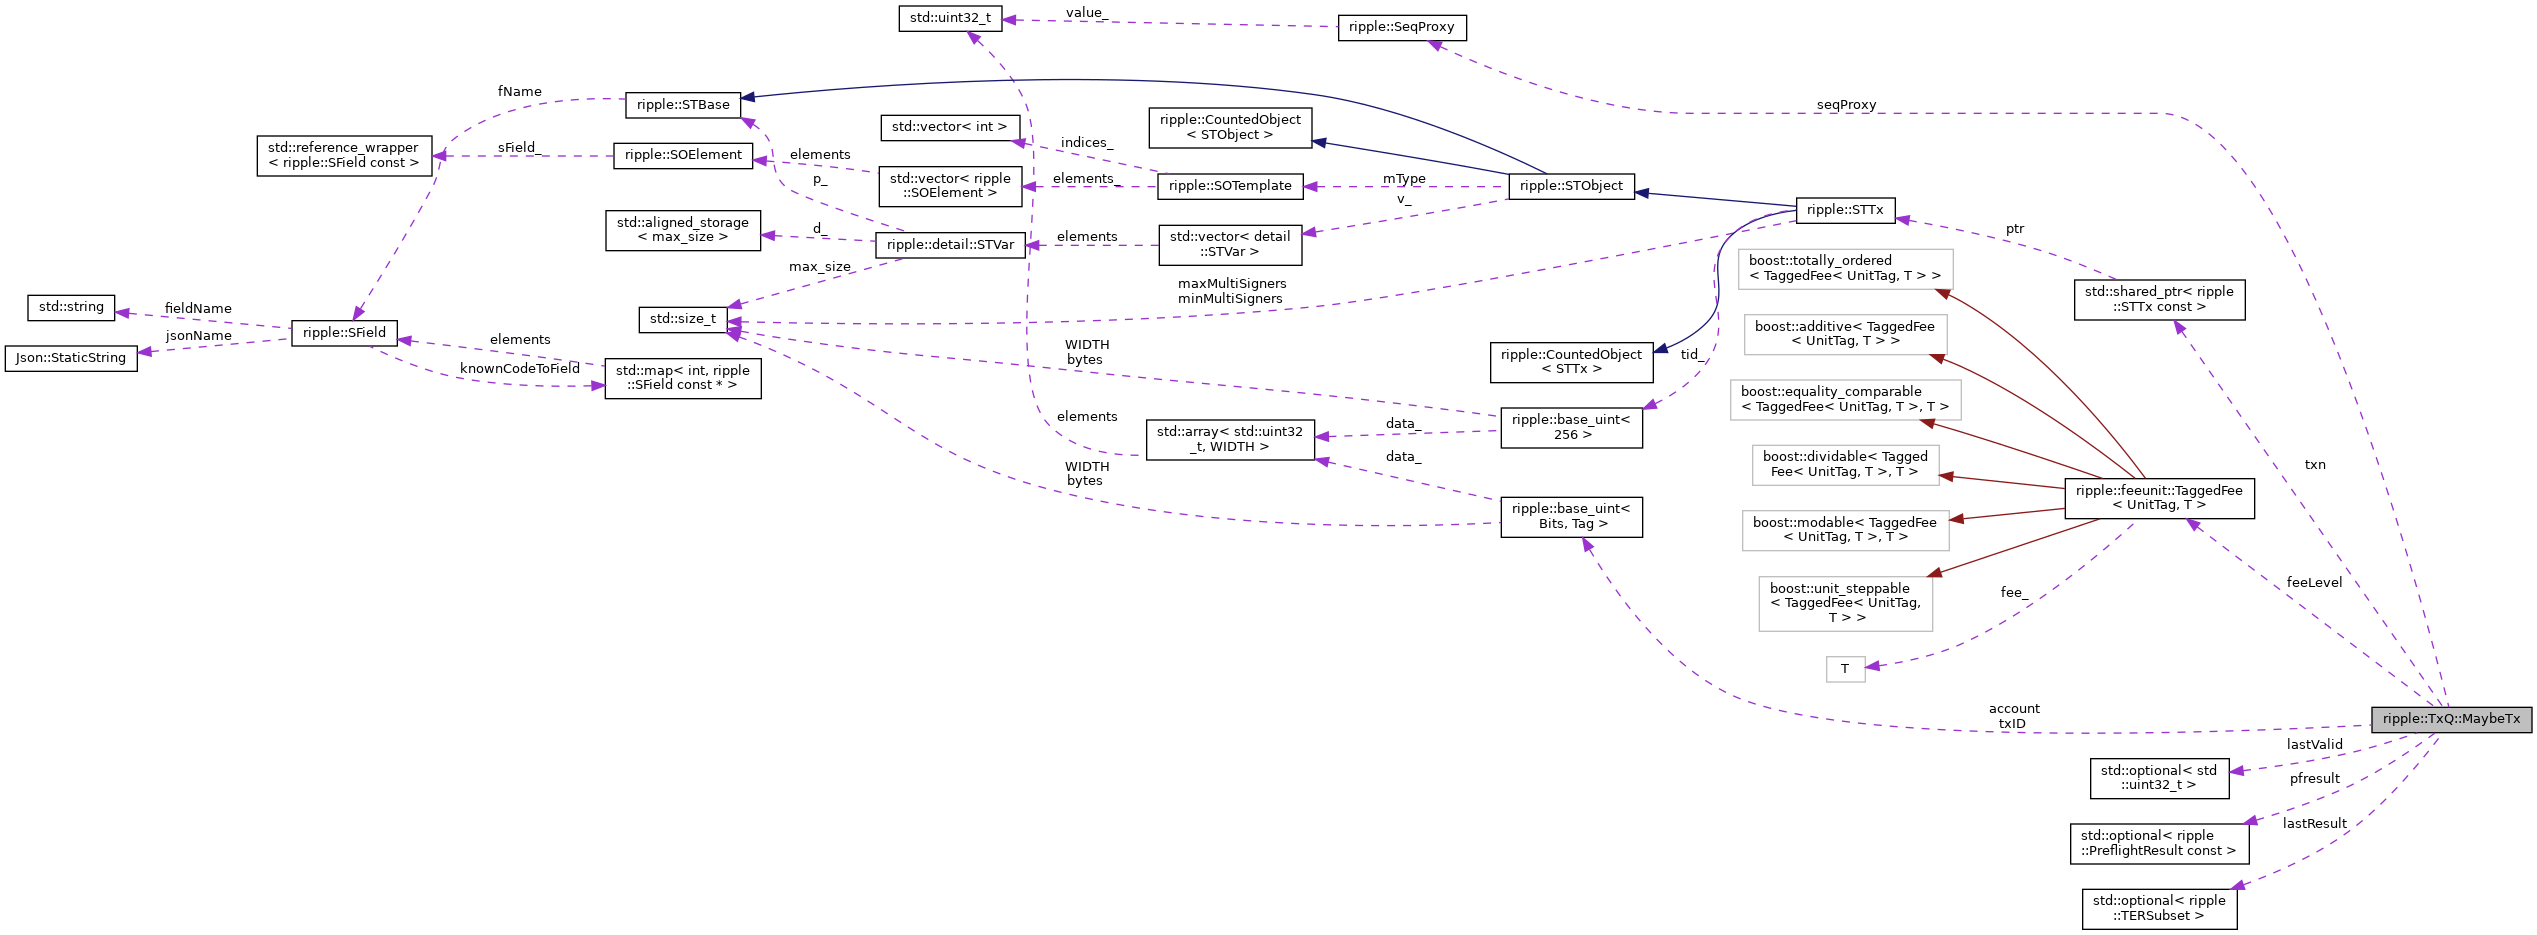 std::uint32_t
value_
ripple::SeqProxy
fName
ripple::STBase
seqProxy
std::vector< int >
ripple::CountedObject
< STObject >
std::reference_wrapper
< ripple::SField const >
sField_
ripple::SOElement
elements
indices_
p_
std::vector< ripple
::SOElement >
elements_
ripple::SOTemplate
mType
v_
ripple::STObject
ripple::STTx
std::aligned_storage
< max_size >
d_
ripple::detail::STVar
elements
std::vector< detail
::STVar >
ptr
max_size
boost::totally_ordered
< TaggedFee< UnitTag, T > >
maxMultiSigners
minMultiSigners
std::shared_ptr< ripple
::STTx const >
std::string
fieldName
std::size_t
jsonName
ripple::SField
Json::StaticString
elements
knownCodeToField
std::map< int, ripple
::SField const * >
WIDTH
bytes
ripple::CountedObject
< STTx >
tid_
boost::additive< TaggedFee
< UnitTag, T > >
boost::equality_comparable
< TaggedFee< UnitTag, T >, T >
elements
std::array< std::uint32
_t, WIDTH >
data_
ripple::base_uint<
256 >
data_
boost::dividable< Tagged
Fee< UnitTag, T >, T >
txn
WIDTH
bytes
ripple::base_uint<
Bits, Tag >
ripple::feeunit::TaggedFee
< UnitTag, T >
boost::modable< TaggedFee
< UnitTag, T >, T >
boost::unit_steppable
< TaggedFee< UnitTag,
T > >
fee_
feeLevel
T
account
txID
ripple::TxQ::MaybeTx
lastValid
std::optional< std
::uint32_t >
pfresult
std::optional< ripple
::PreflightResult const >
lastResult
std::optional< ripple
::TERSubset >